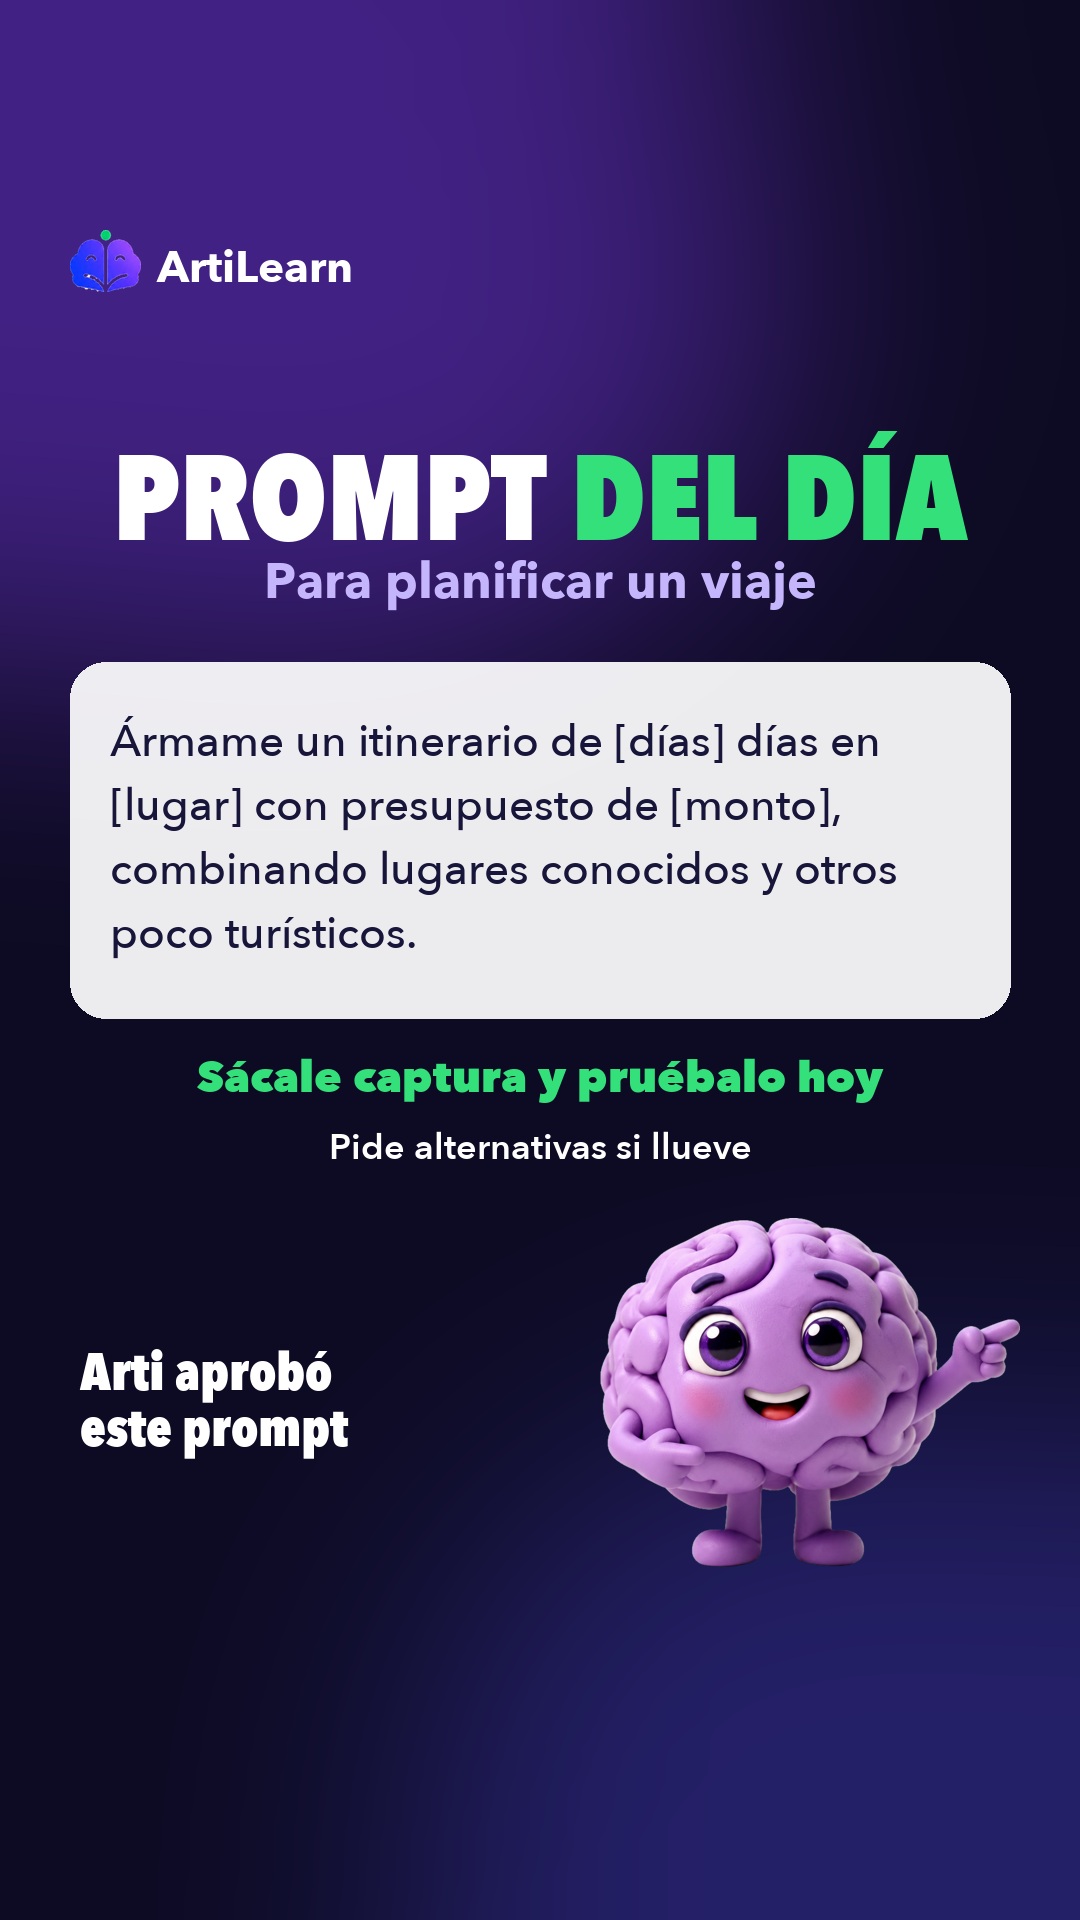 ArtiLearn
PROMPT DEL DÍA
Para planificar un viaje
Ármame un itinerario de [días] días en
[lugar] con presupuesto de [monto],
combinando lugares conocidos y otros
poco turísticos.
Sácale captura y pruébalo hoy
Pide alternativas si llueve
Arti aprobó
este prompt